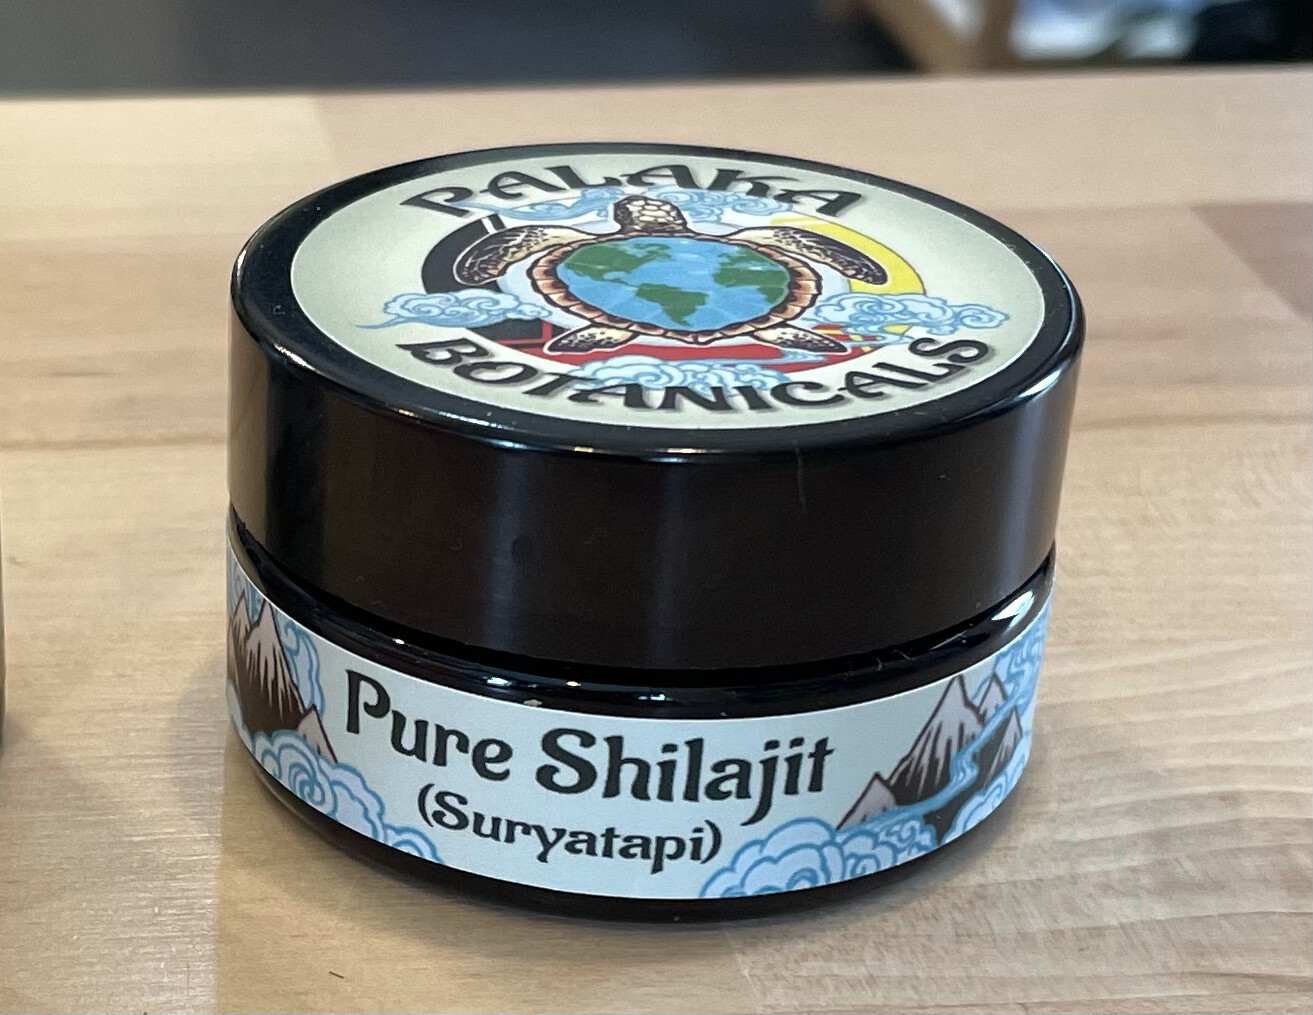 PALAKA
BOTANICALS
Pure Shilajit
(Suryatapi)